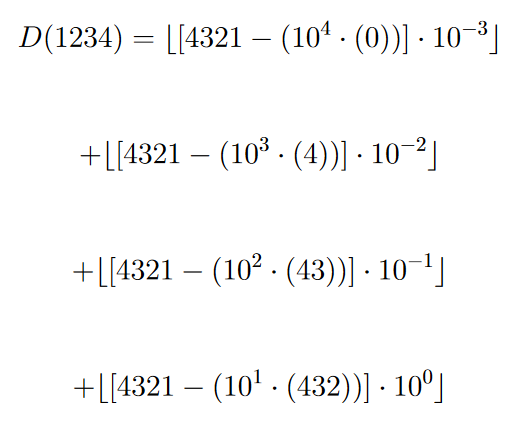 D(1234) = ⌊[4321 − (10⁴ · (0))] · 10⁻³⌋
+⌊[4321 − (10³ · (4))] · 10⁻²⌋
+⌊[4321 − (10² · (43))] · 10⁻¹⌋
+⌊[4321 − (10¹ · (432))] · 10⁰⌋